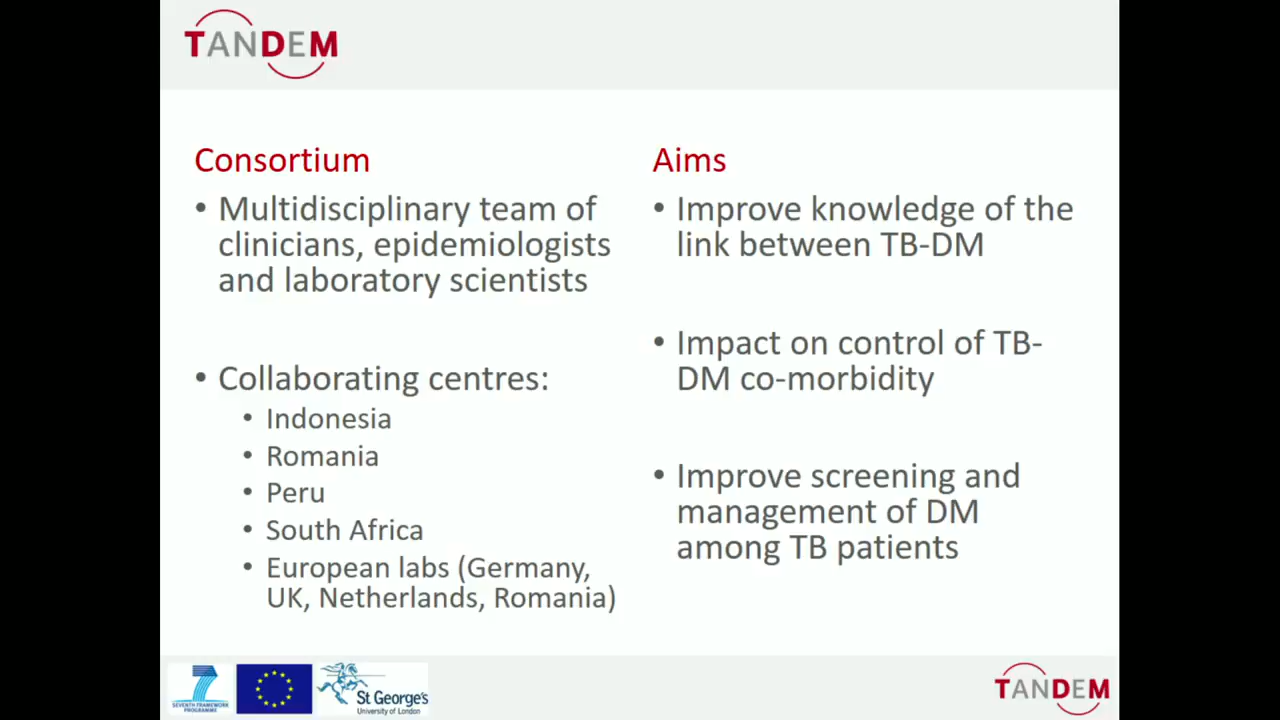 TANDEM
Consortium
• Multidisciplinary team of
clinicians, epidemiologists
and laboratory scientists
• Collaborating centres:
• Indonesia
• Romania
• Peru
• South Africa
• European labs (Germany,
UK, Netherlands, Romania)
Aims
• Improve knowledge of the
link between TB-DM
• Impact on control of TB-
DM co-morbidity
• Improve screening and
management of DM
among TB patients
SEVENTH FRAMEWORK
PROGRAMME
St George's
University of London
TANDEM